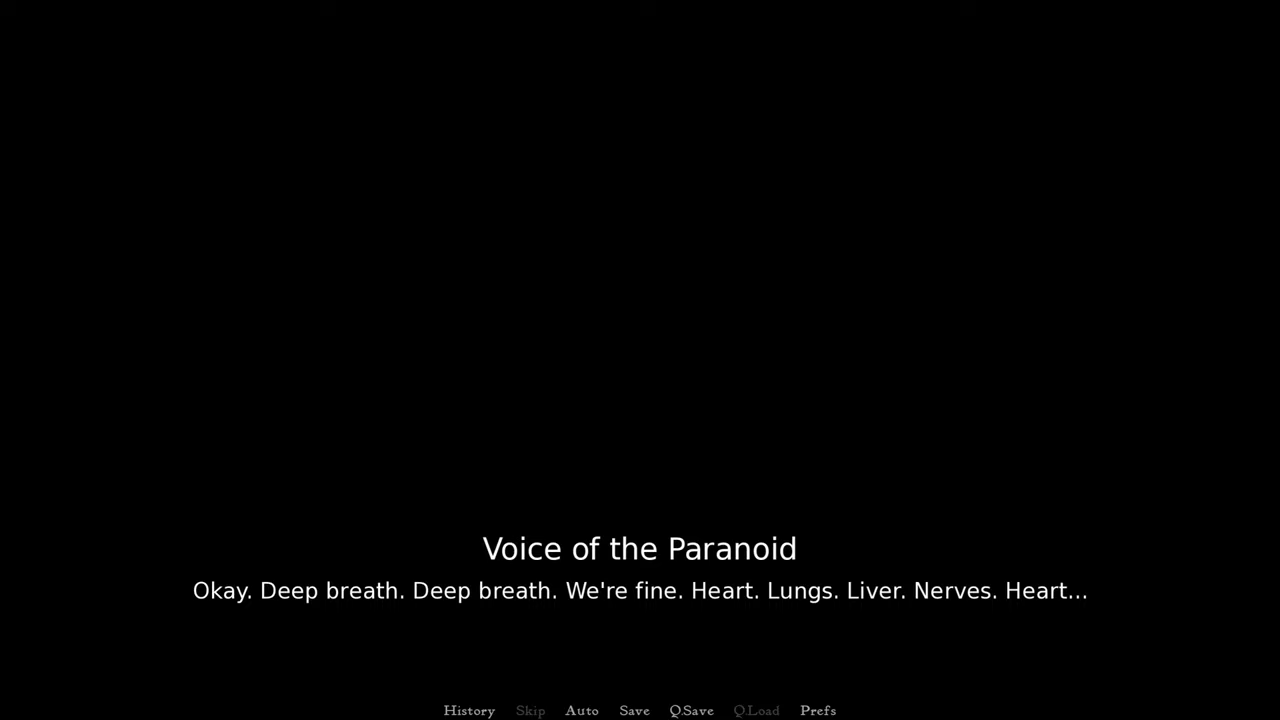 Voice of the Paranoid
Okay. Deep breath. Deep breath. We're fine. Heart. Lungs. Liver. Nerves. Heart...
History Skip Auto Save Q.Save Q.Load Prefs